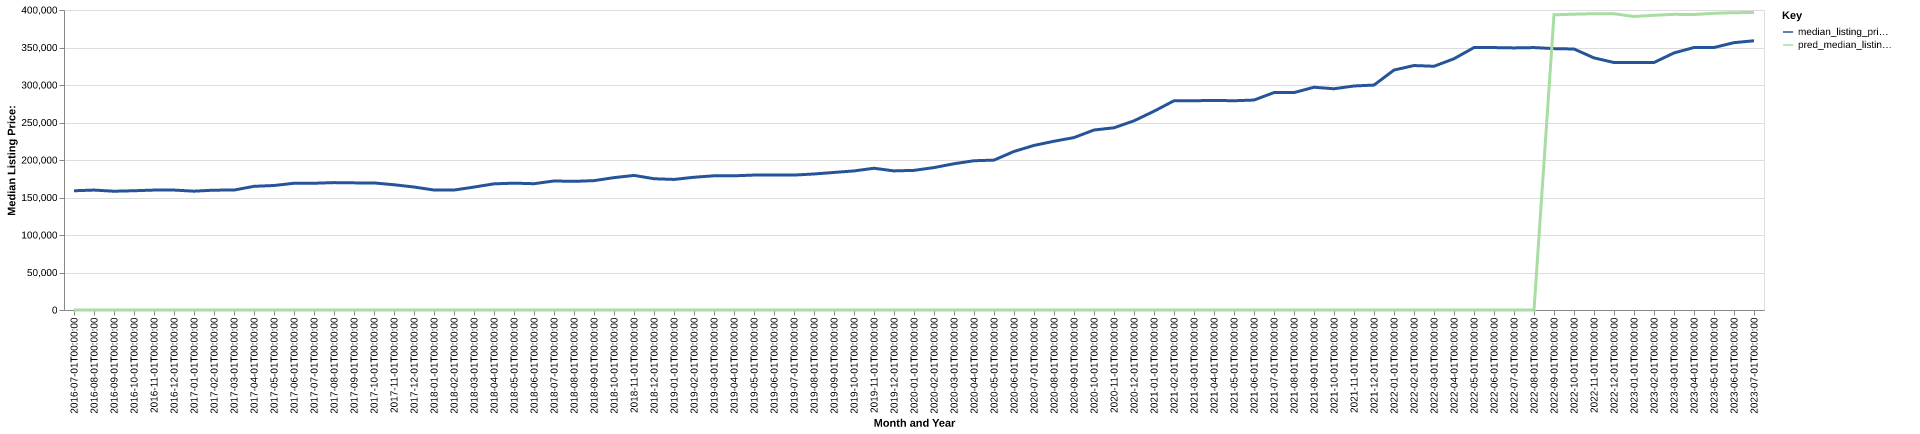 400,000
350,000
300,000
250,000
200,000
150,000
100,000
50,000
0
Median Listing Price:
2016-07-01T00:00:00
2016-08-01T00:00:00
2016-09-01T00:00:00
2016-10-01T00:00:00
2016-11-01T00:00:00
2016-12-01T00:00:00
2017-01-01T00:00:00
2017-02-01T00:00:00
2017-03-01T00:00:00
2017-04-01T00:00:00
2017-05-01T00:00:00
2017-06-01T00:00:00
2017-07-01T00:00:00
2017-08-01T00:00:00
2017-09-01T00:00:00
2017-10-01T00:00:00
2017-11-01T00:00:00
2017-12-01T00:00:00
2018-01-01T00:00:00
2018-02-01T00:00:00
2018-03-01T00:00:00
2018-04-01T00:00:00
2018-05-01T00:00:00
2018-06-01T00:00:00
2018-07-01T00:00:00
2018-08-01T00:00:00
2018-09-01T00:00:00
2018-10-01T00:00:00
2018-11-01T00:00:00
2018-12-01T00:00:00
2019-01-01T00:00:00
2019-02-01T00:00:00
2019-03-01T00:00:00
2019-04-01T00:00:00
2019-05-01T00:00:00
2019-06-01T00:00:00
2019-07-01T00:00:00
2019-08-01T00:00:00
2019-09-01T00:00:00
2019-10-01T00:00:00
2019-11-01T00:00:00
2019-12-01T00:00:00
2020-01-01T00:00:00
2020-02-01T00:00:00
2020-03-01T00:00:00
2020-04-01T00:00:00
2020-05-01T00:00:00
2020-06-01T00:00:00
2020-07-01T00:00:00
2020-08-01T00:00:00
2020-09-01T00:00:00
2020-10-01T00:00:00
2020-11-01T00:00:00
2020-12-01T00:00:00
2021-01-01T00:00:00
2021-02-01T00:00:00
2021-03-01T00:00:00
2021-04-01T00:00:00
2021-05-01T00:00:00
2021-06-01T00:00:00
2021-07-01T00:00:00
2021-08-01T00:00:00
2021-09-01T00:00:00
2021-10-01T00:00:00
2021-11-01T00:00:00
2021-12-01T00:00:00
2022-01-01T00:00:00
2022-02-01T00:00:00
2022-03-01T00:00:00
2022-04-01T00:00:00
2022-05-01T00:00:00
2022-06-01T00:00:00
2022-07-01T00:00:00
2022-08-01T00:00:00
2022-09-01T00:00:00
2022-10-01T00:00:00
2022-11-01T00:00:00
2022-12-01T00:00:00
2023-01-01T00:00:00
2023-02-01T00:00:00
2023-03-01T00:00:00
2023-04-01T00:00:00
2023-05-01T00:00:00
2023-06-01T00:00:00
2023-07-01T00:00:00
Month and Year
Key
median_listing_pri…
pred_median_listin…